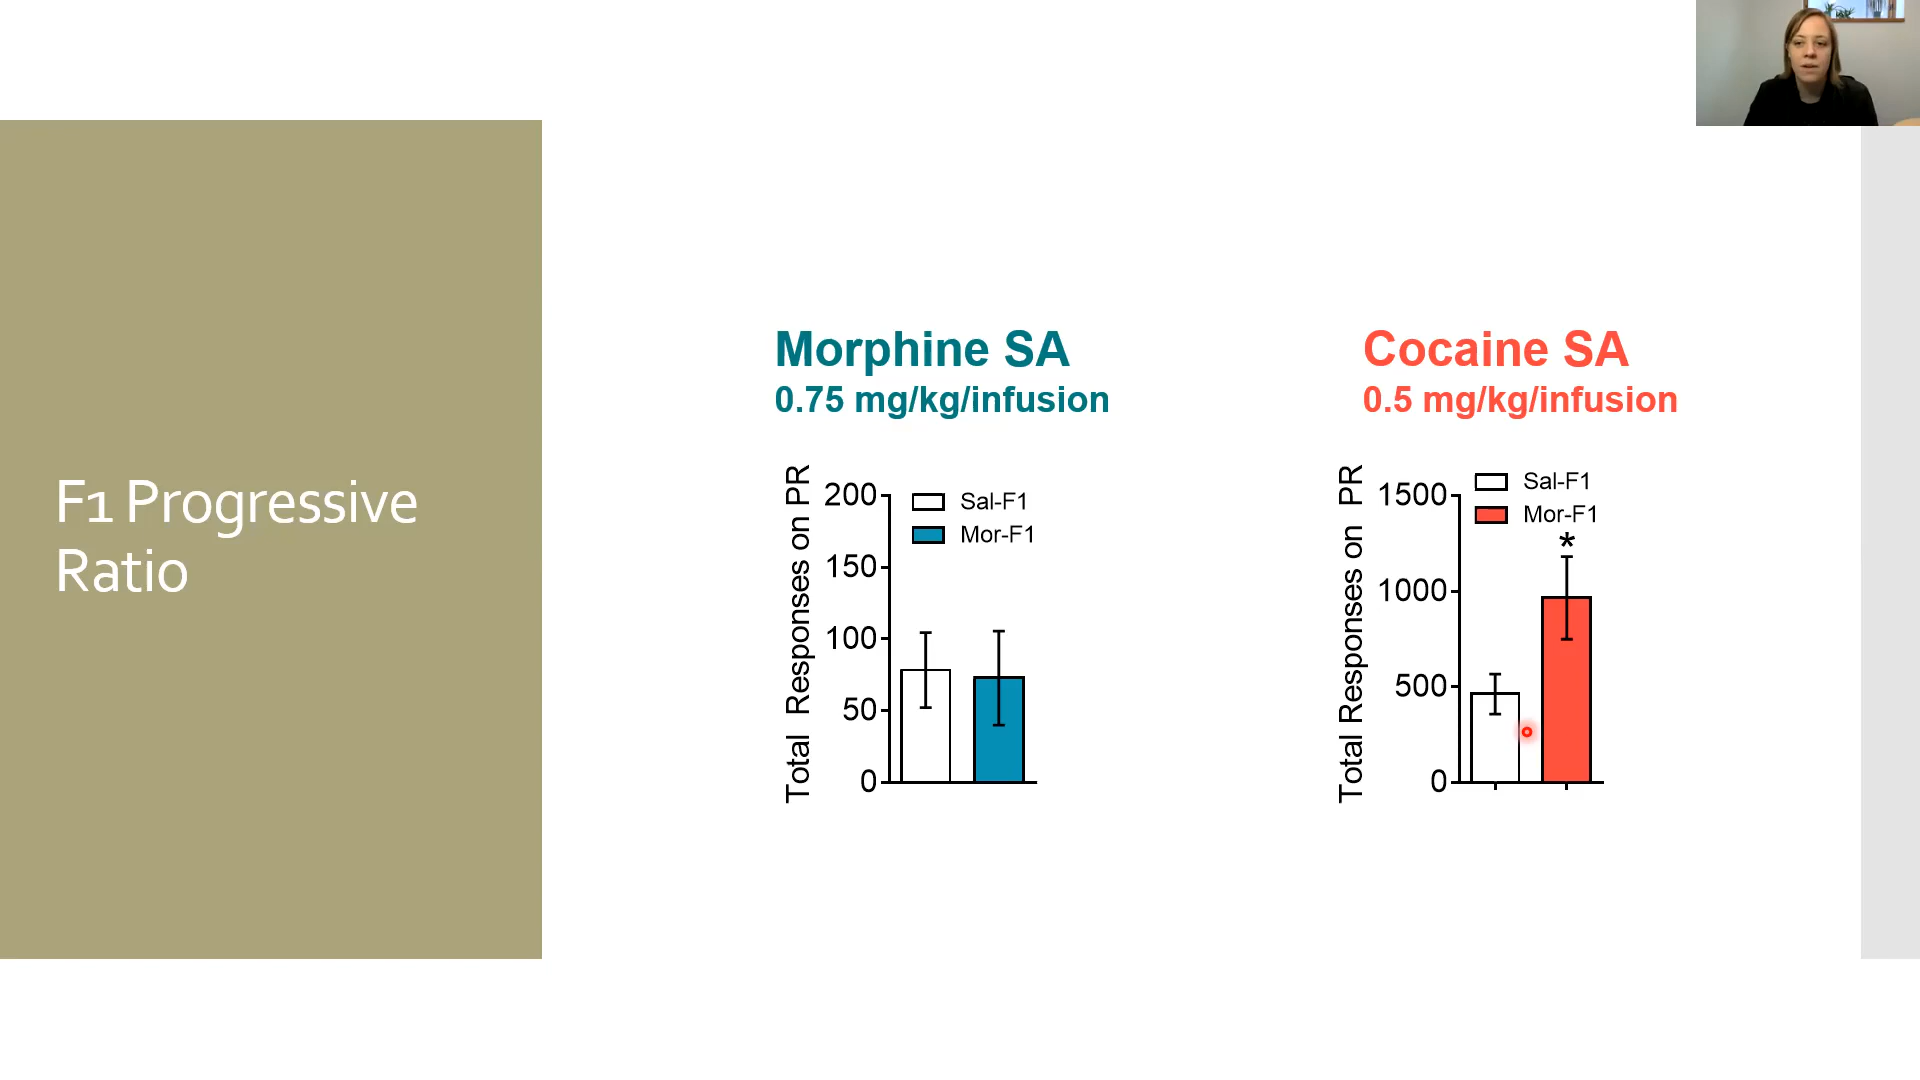 F1 Progressive
Ratio
Morphine SA
0.75 mg/kg/infusion
Total Responses on PR
200
150
100
50
0
Sal-F1
Mor-F1
Cocaine SA
0.5 mg/kg/infusion
Total Responses on PR
1500
1000
500
0
Sal-F1
Mor-F1
*